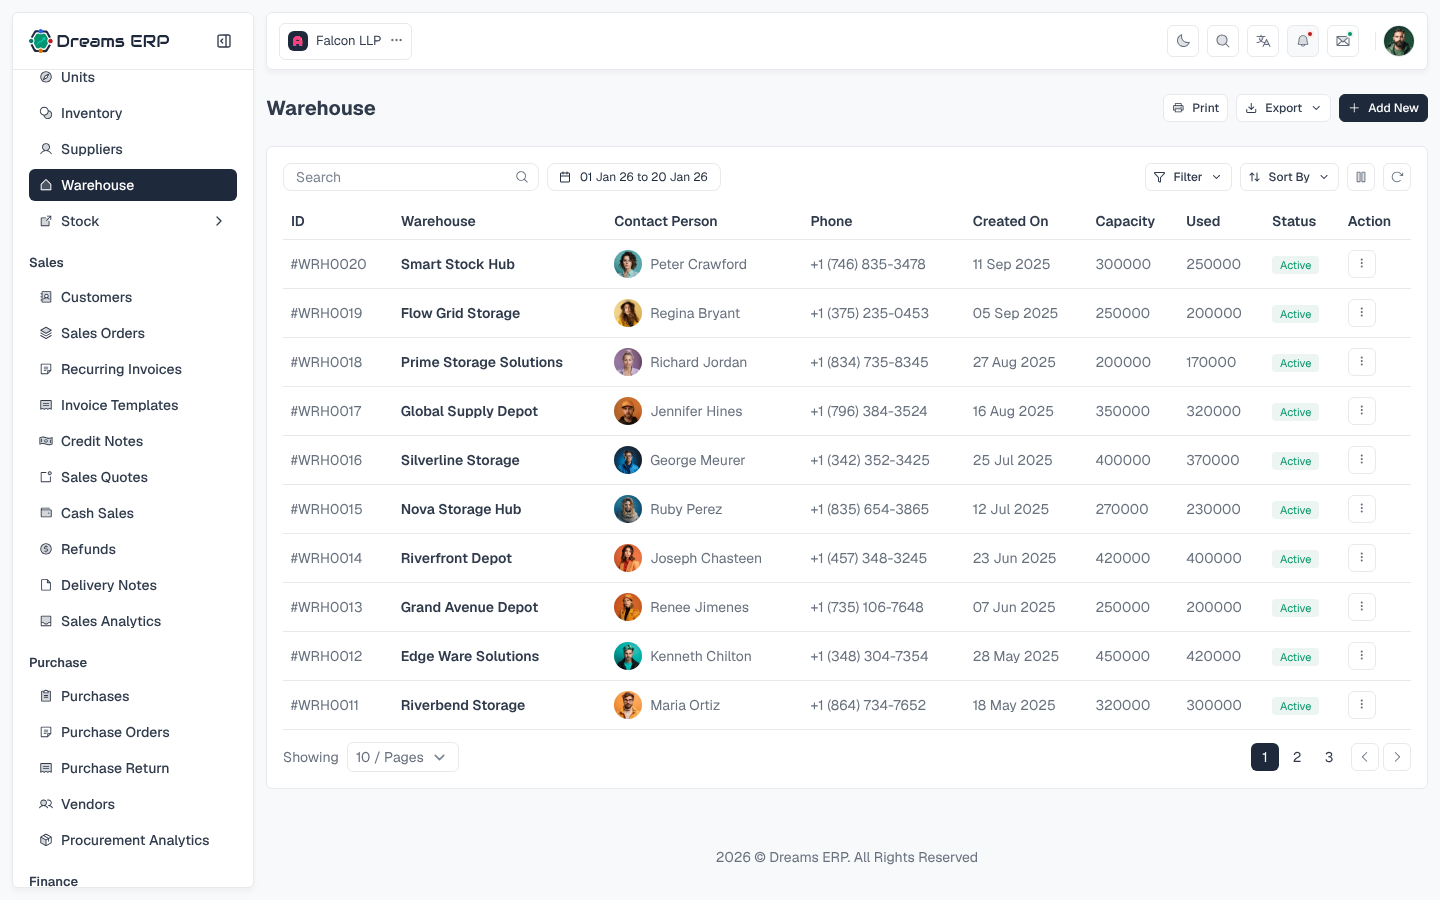 Dreams ERP
Units
Inventory
Suppliers
Warehouse
Stock
Sales
Customers
Sales Orders
Recurring Invoices
Invoice Templates
Credit Notes
Sales Quotes
Cash Sales
Refunds
Delivery Notes
Sales Analytics
Purchase
Purchases
Purchase Orders
Purchase Return
Vendors
Procurement Analytics
Finance
Falcon LLP
Warehouse
Print Export Add New
Search 01 Jan 26 to 20 Jan 26 Filter Sort By
ID Warehouse Contact Person Phone Created On Capacity Used Status Action
#WRH0020 Smart Stock Hub Peter Crawford +1 (746) 835-3478 11 Sep 2025 300000 250000 Active
#WRH0019 Flow Grid Storage Regina Bryant +1 (375) 235-0453 05 Sep 2025 250000 200000 Active
#WRH0018 Prime Storage Solutions Richard Jordan +1 (834) 735-8345 27 Aug 2025 200000 170000 Active
#WRH0017 Global Supply Depot Jennifer Hines +1 (796) 384-3524 16 Aug 2025 350000 320000 Active
#WRH0016 Silverline Storage George Meurer +1 (342) 352-3425 25 Jul 2025 400000 370000 Active
#WRH0015 Nova Storage Hub Ruby Perez +1 (835) 654-3865 12 Jul 2025 270000 230000 Active
#WRH0014 Riverfront Depot Joseph Chasteen +1 (457) 348-3245 23 Jun 2025 420000 400000 Active
#WRH0013 Grand Avenue Depot Renee Jimenes +1 (735) 106-7648 07 Jun 2025 250000 200000 Active
#WRH0012 Edge Ware Solutions Kenneth Chilton +1 (348) 304-7354 28 May 2025 450000 420000 Active
#WRH0011 Riverbend Storage Maria Ortiz +1 (864) 734-7652 18 May 2025 320000 300000 Active
Showing 10 / Pages 1 2 3
2026 © Dreams ERP. All Rights Reserved